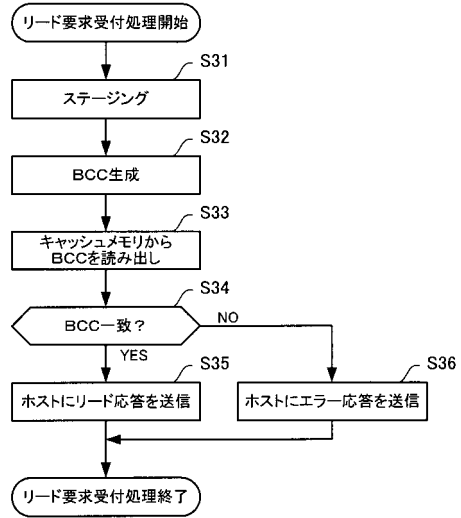 リード要求受付処理開始
S31
ステージング
S32
BCC生成
S33
キャッシュメモリから
BCCを読み出し
S34
BCC一致?
NO
YES
S35
ホストにリード応答を送信
S36
ホストにエラー応答を送信
リード要求受付処理終了